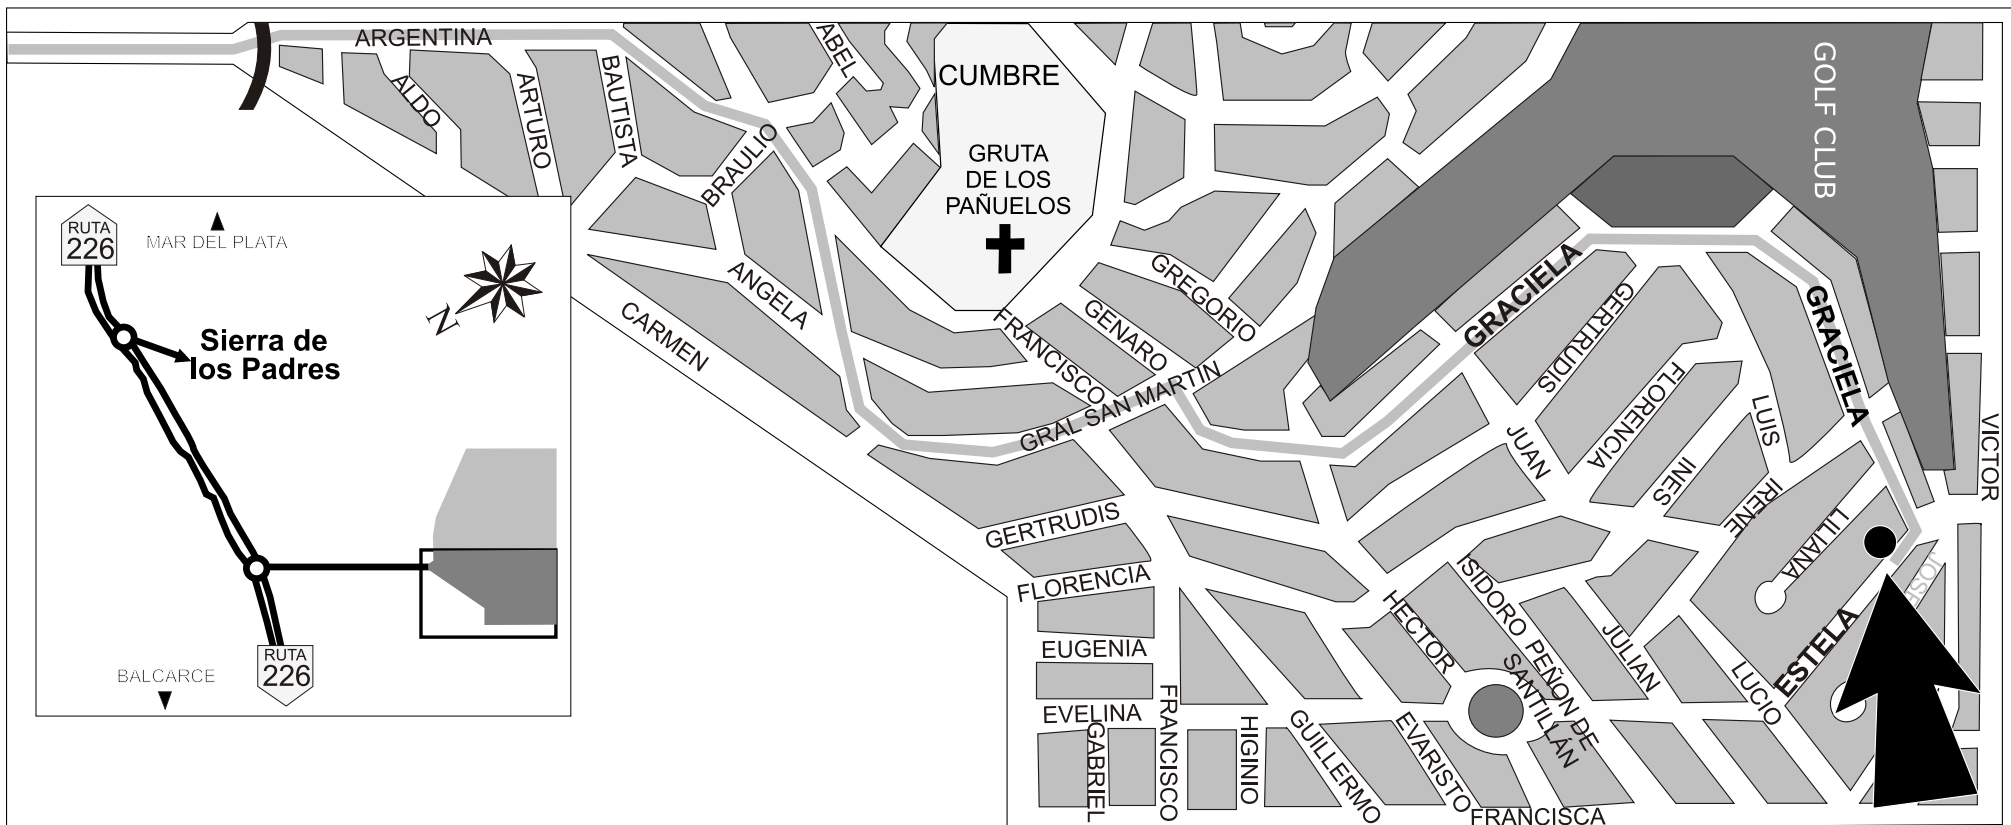 ARGENTINA
ALDO
ARTURO
BAUTISTA
BRAULIO
ABEL
CUMBRE
GRUTA
DE LOS
PAÑUELOS
GOLF CLUB
ANGELA
CARMEN
FRANCISCO
GENARO
GREGORIO
GRAL SAN MARTIN
GRACIELA
GERTRUDIS
FLORENCIA
GRACIELA
LUIS
JUAN
INES
IRENE
LILIANA
VICTOR
JOSE
ESTELA
GERTRUDIS
FLORENCIA
EUGENIA
EVELINA
GABRIEL
FRANCISCO
HIGINIO
GUILLERMO
EVARISTO
HECTOR
ISIDORO PEÑON DE
SANTILLÁN
JULIAN
LUCIO
FRANCISCA
RUTA
226
MAR DEL PLATA
N
Sierra de
los Padres
BALCARCE
RUTA
226